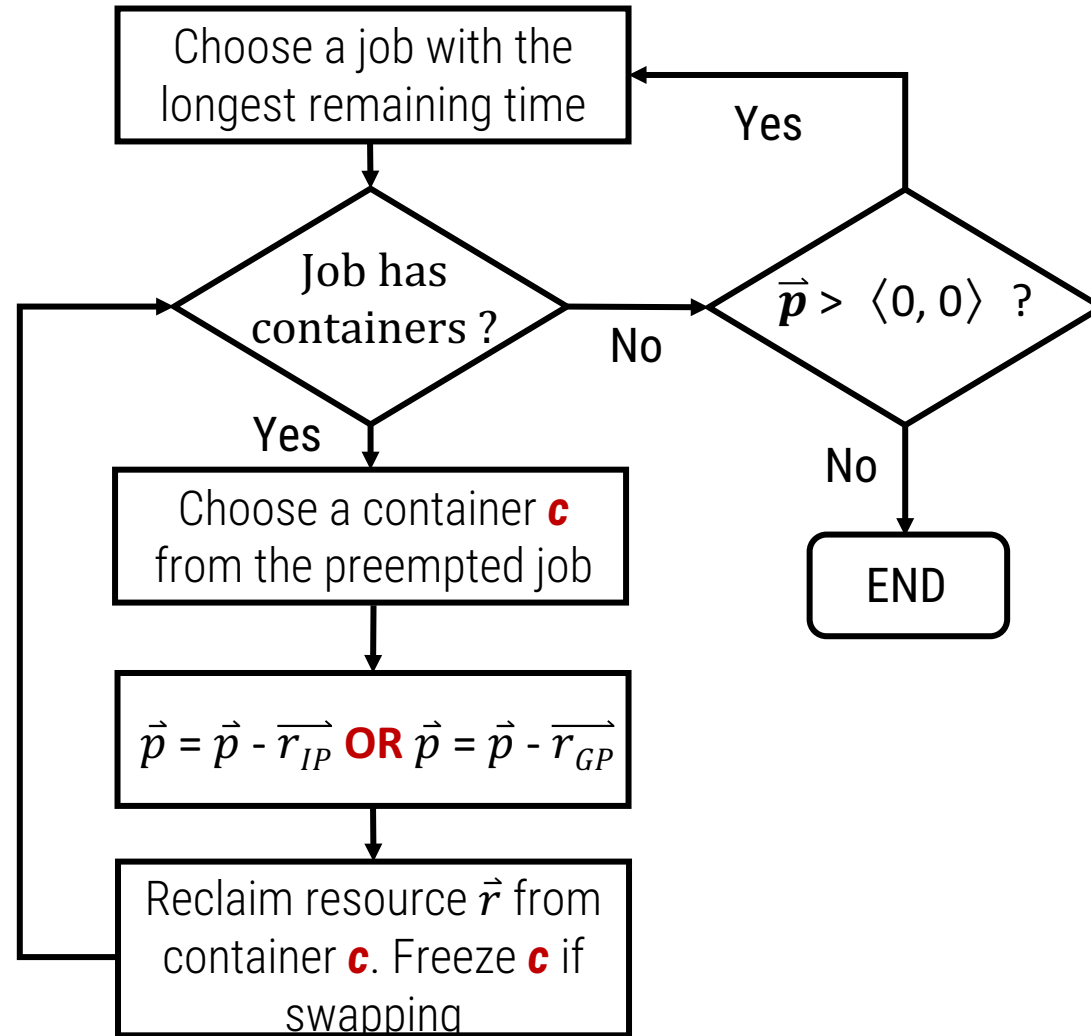 Choose a job with the
longest remaining time
Yes
Job has
containers ?
No
p⃗ > ⟨0, 0⟩ ?
Yes
No
Choose a container c
from the preempted job
END
p⃗ = p⃗ - r⃗_IP OR p⃗ = p⃗ - r⃗_GP
Reclaim resource r⃗ from
container c. Freeze c if
swapping